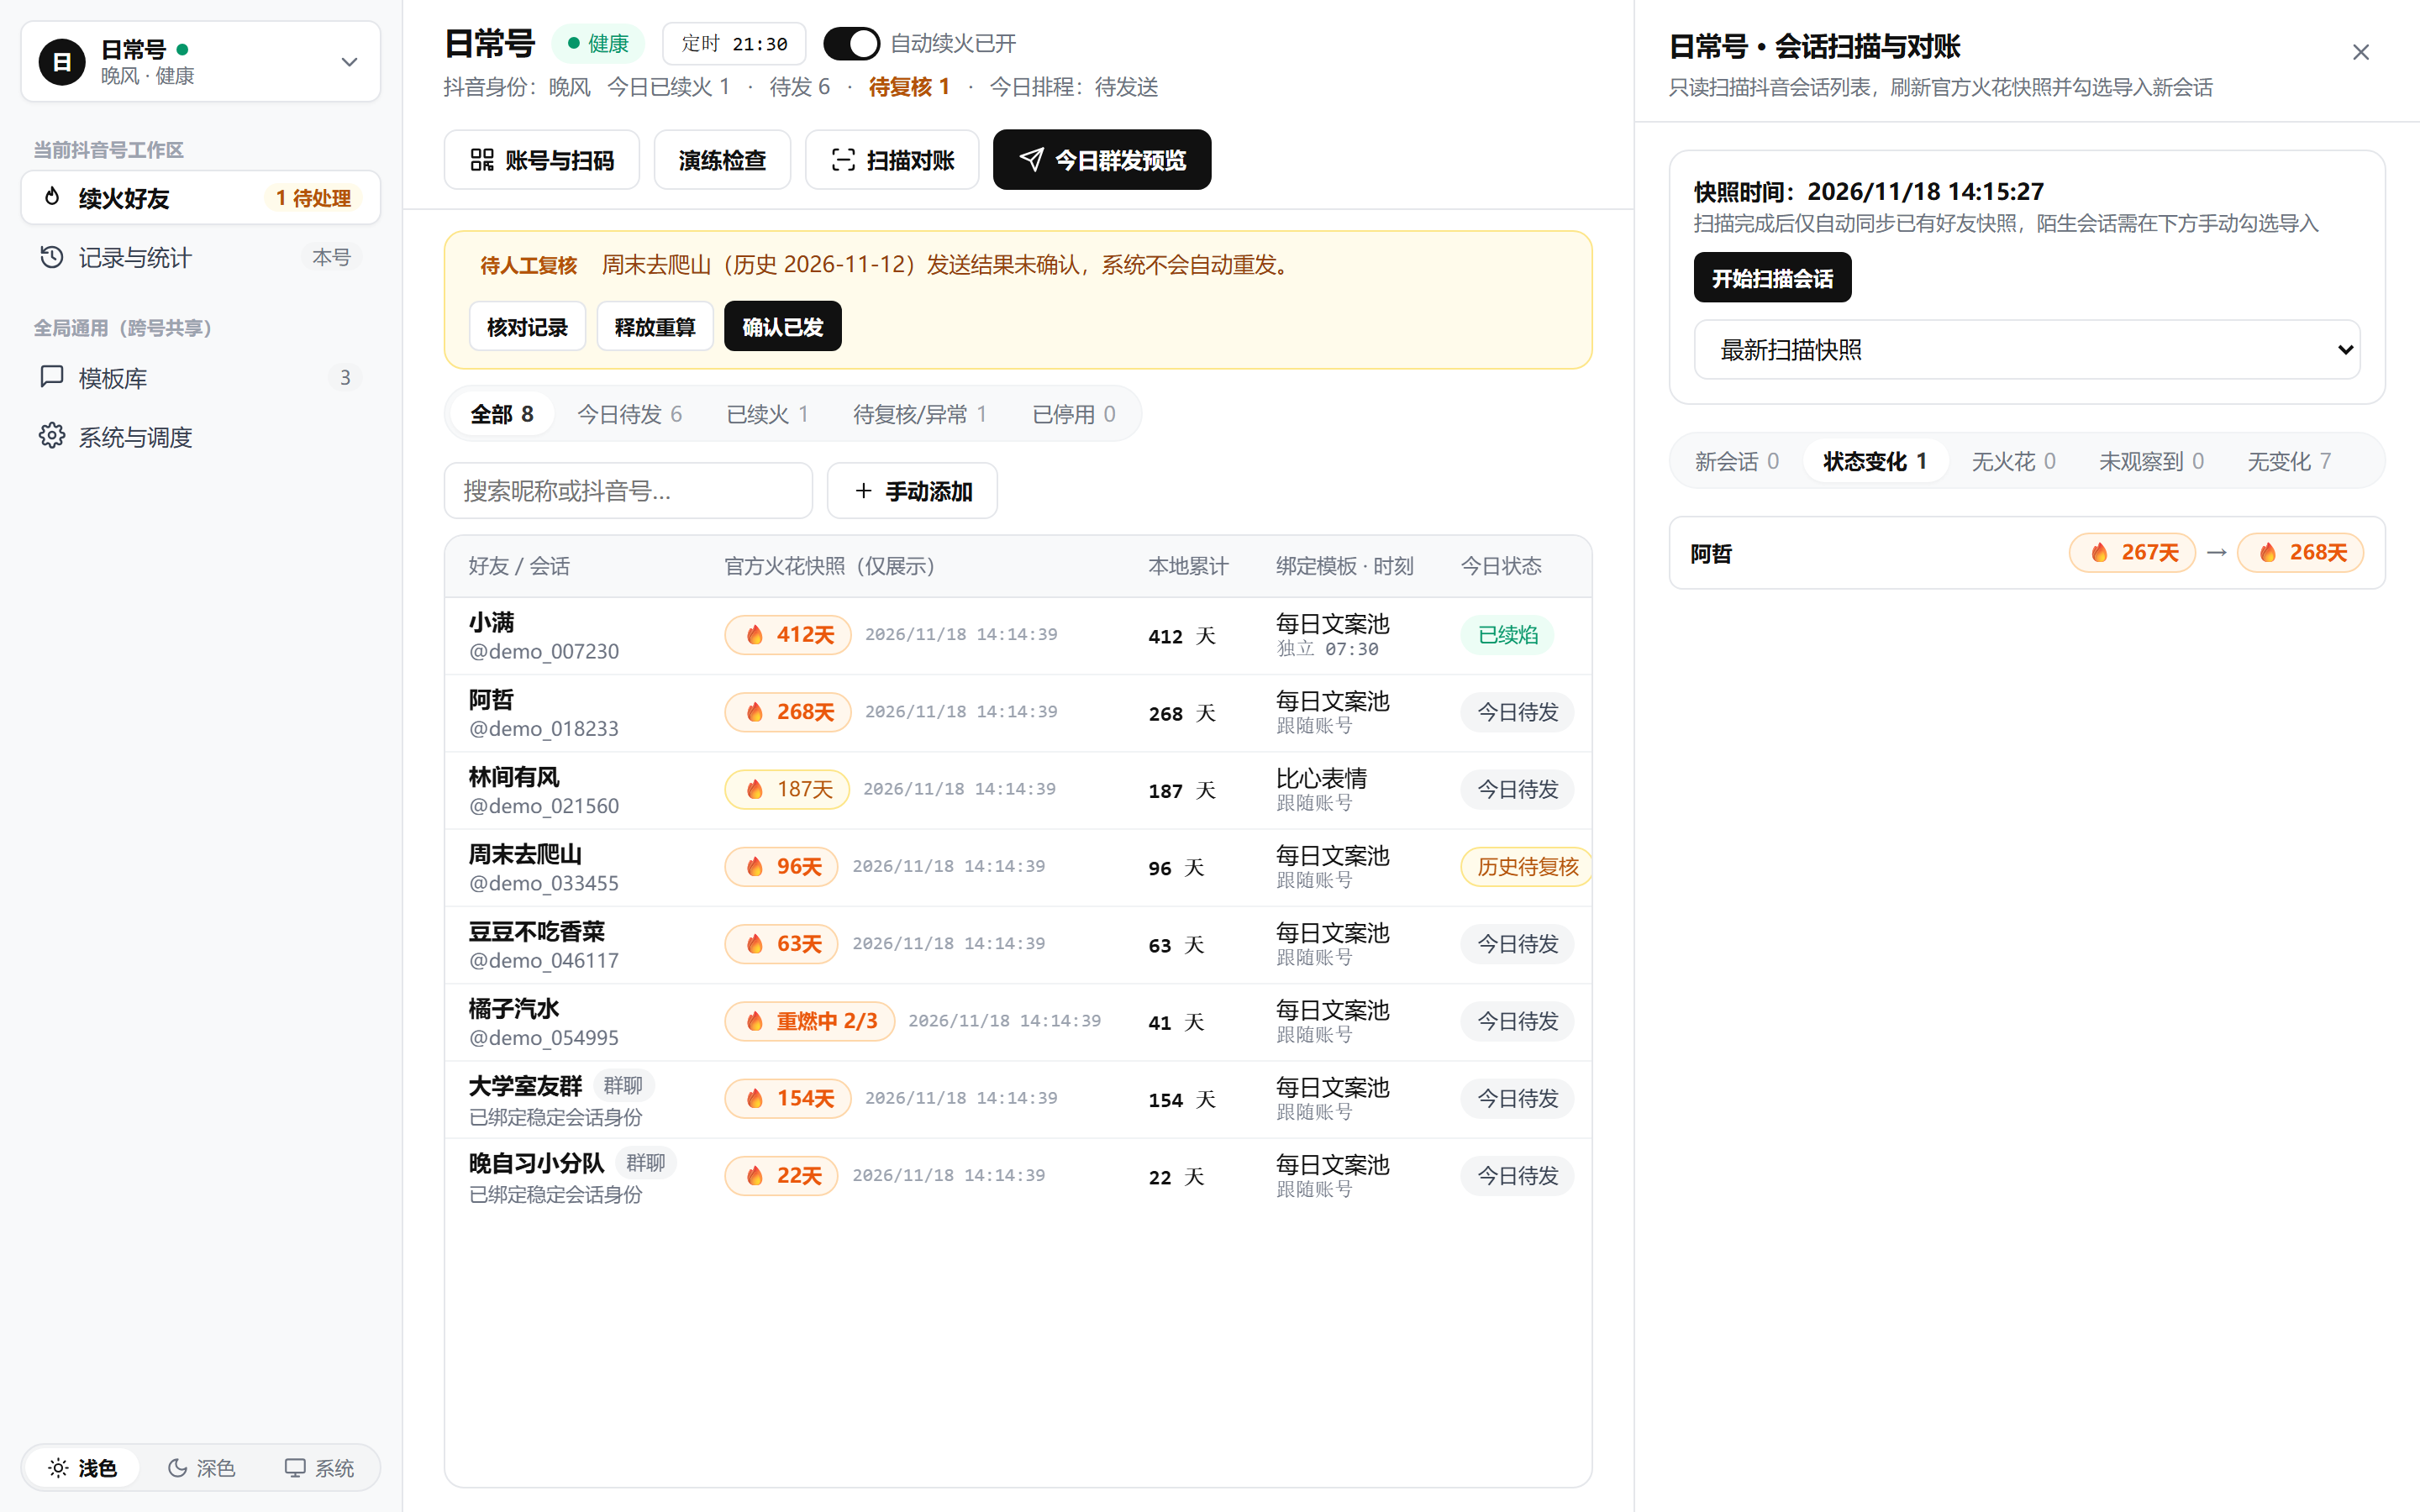 日
日常号
晚风 · 健康
当前抖音号工作区
续火好友
1 待处理
记录与统计
本号
全局通用（跨号共享）
模板库
3
系统与调度
浅色
深色
系统
日常号
健康
定时 21:30
自动续火已开
抖音身份：晚风 今日已续火 1 · 待发 6 · 待复核 1 · 今日排程：待发送
账号与扫码
演练检查
扫描对账
今日群发预览
待人工复核 周末去爬山（历史 2026-11-12）发送结果未确认，系统不会自动重发。
核对记录
释放重算
确认已发
全部 8
今日待发 6
已续火 1
待复核/异常 1
已停用 0
搜索昵称或抖音号...
手动添加
好友 / 会话 官方火花快照（仅展示） 本地累计 绑定模板 · 时刻 今日状态
小满
@demo_007230
412天 2026/11/18 14:14:39
412 天
每日文案池
独立 07:30
已续焰
阿哲
@demo_018233
268天 2026/11/18 14:14:39
268 天
每日文案池
跟随账号
今日待发
林间有风
@demo_021560
187天 2026/11/18 14:14:39
187 天
比心表情
跟随账号
今日待发
周末去爬山
@demo_033455
96天 2026/11/18 14:14:39
96 天
每日文案池
跟随账号
历史待复核
豆豆不吃香菜
@demo_046117
63天 2026/11/18 14:14:39
63 天
每日文案池
跟随账号
今日待发
橘子汽水
@demo_054995
重燃中 2/3 2026/11/18 14:14:39
41 天
每日文案池
跟随账号
今日待发
大学室友群 群聊
已绑定稳定会话身份
154天 2026/11/18 14:14:39
154 天
每日文案池
跟随账号
今日待发
晚自习小分队 群聊
已绑定稳定会话身份
22天 2026/11/18 14:14:39
22 天
每日文案池
跟随账号
今日待发
日常号 • 会话扫描与对账
只读扫描抖音会话列表，刷新官方火花快照并勾选导入新会话
快照时间：2026/11/18 14:15:27
扫描完成后仅自动同步已有好友快照，陌生会话需在下方手动勾选导入
开始扫描会话
最新扫描快照
新会话 0
状态变化 1
无火花 0
未观察到 0
无变化 7
阿哲
267天 → 268天